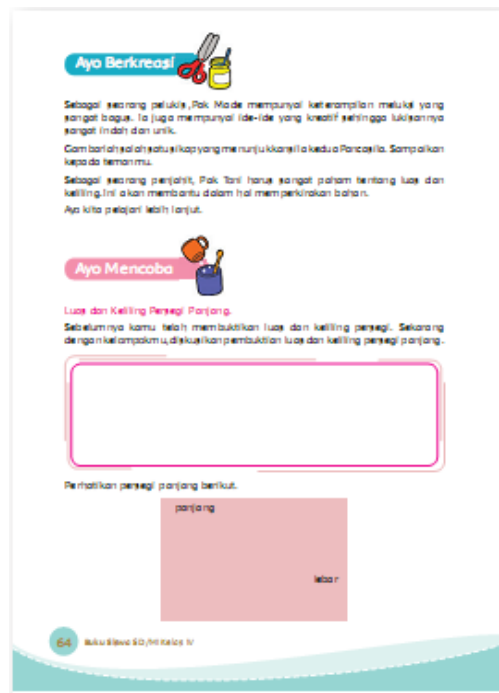 Ayo Berkreasi
Sebagai seorang pelukis, Pak Made mempunyai keterampilan melukis yang
sangat bagus. Ia juga mempunyai ide-ide yang kreatif sehingga lukisannya
sangat indah dan unik.
Gambarlah salah satu sikap yang menunjukkan sila kedua Pancasila. Sampaikan
kepada temanmu.
Sebagai seorang penjahit, Pak Tani harus sangat paham tentang luas dan
keliling. Ini akan membantu dalam hal memperkirakan bahan.
Ayo kita pelajari lebih lanjut.
Ayo Mencoba
Luas dan Keliling Persegi Panjang.
Sebelumnya kamu telah membuktikan luas dan keliling persegi. Sekarang
dengan kelompokmu, diskusikan pembuktian luas dan keliling persegi panjang.
Perhatikan persegi panjang berikut.
panjang
lebar
64 Buku Siswa SD/MI Kelas IV